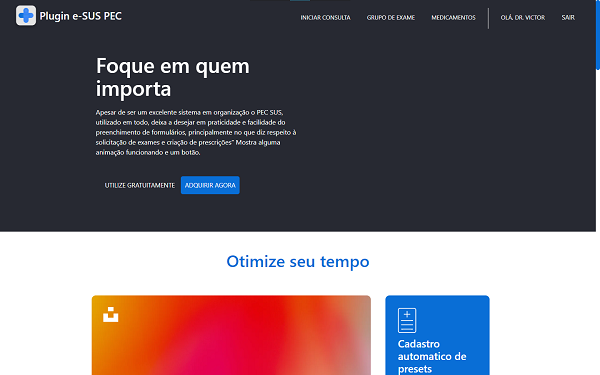 Plugin e-SUS PEC
INICIAR CONSULTA GRUPO DE EXAME MEDICAMENTOS OLÁ, DR. VICTOR SAIR
Foque em quem
importa
Apesar de ser um excelente sistema em organização o PEC SUS,
utilizado em todo, deixa a desejar em praticidade e facilidade do
preenchimento de formulários, principalmente no que diz respeito à
solicitação de exames e criação de prescrições" Mostra alguma
animação funcionando e um botão.
UTILIZE GRATUITAMENTE ADQUIRIR AGORA
Otimize seu tempo
Cadastro
automatico de
presets